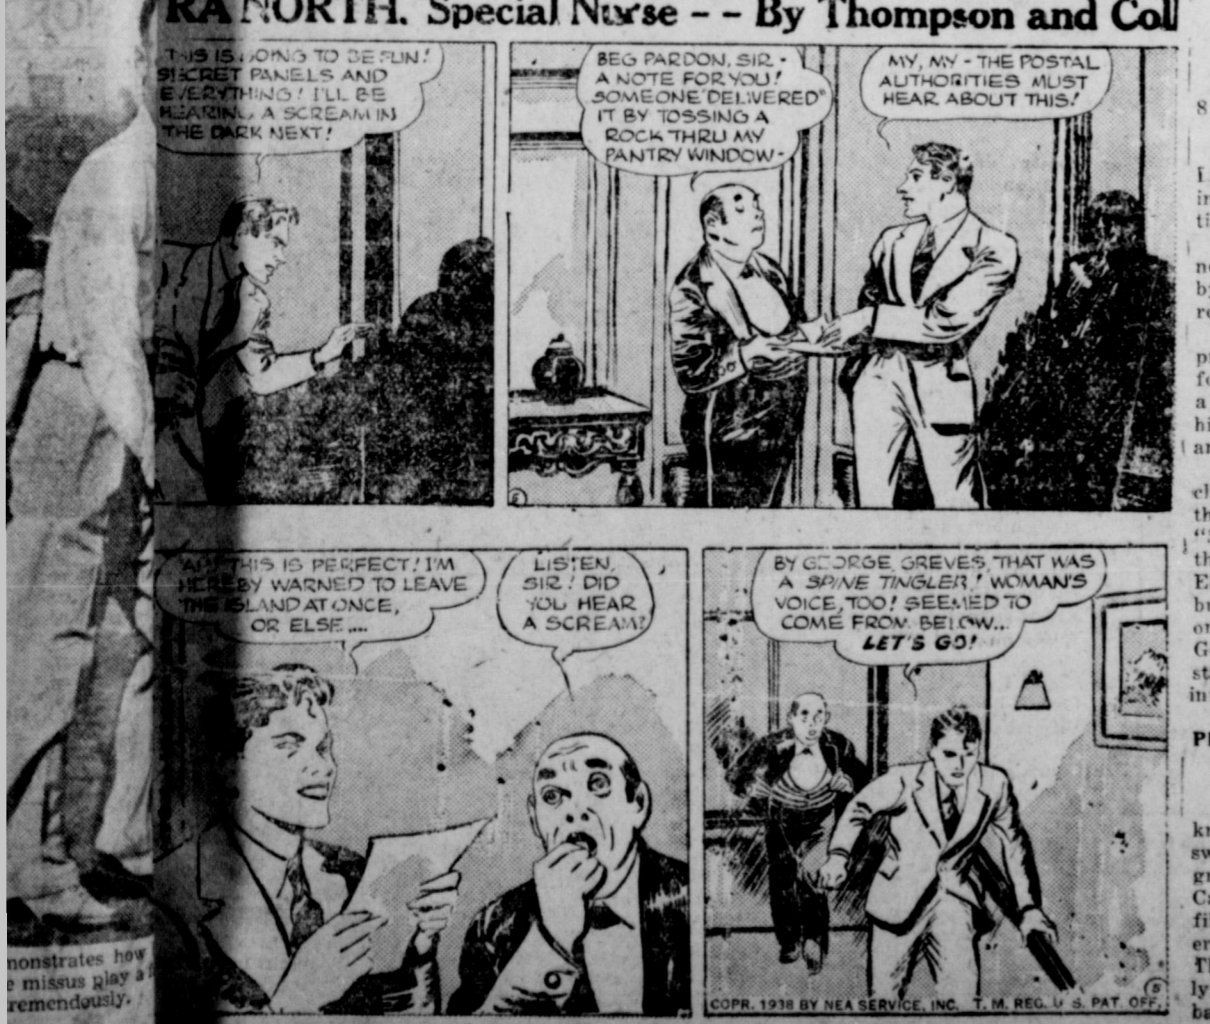 RA NORTH. Special Nurse - - By Thompson and Col
THIS IS GOING TO BE FUN!
SECRET PANELS AND
EVERYTHING! I'LL BE
HEARING A SCREAM IN
THE DARK NEXT!
BEG PARDON, SIR -
A NOTE FOR YOU!
SOMEONE "DELIVERED"
IT BY TOSSING A
ROCK THRU MY
PANTRY WINDOW -
MY, MY - THE POSTAL
AUTHORITIES MUST
HEAR ABOUT THIS!
THIS IS PERFECT! I'M
HEREBY WARNED TO LEAVE
THE ISLAND AT ONCE,
OR ELSE....
LISTEN,
SIR! DID
YOU HEAR
A SCREAM?
BY GEORGE, GREVES, THAT WAS
A SPINE TINGLER! WOMAN'S
VOICE, TOO! SEEMED TO
COME FROM BELOW...
LET'S GO!
COPR. 1938 BY NEA SERVICE, INC. T. M. REG. U. S. PAT. OFF.
monstrates how
e missus play a
remendously.